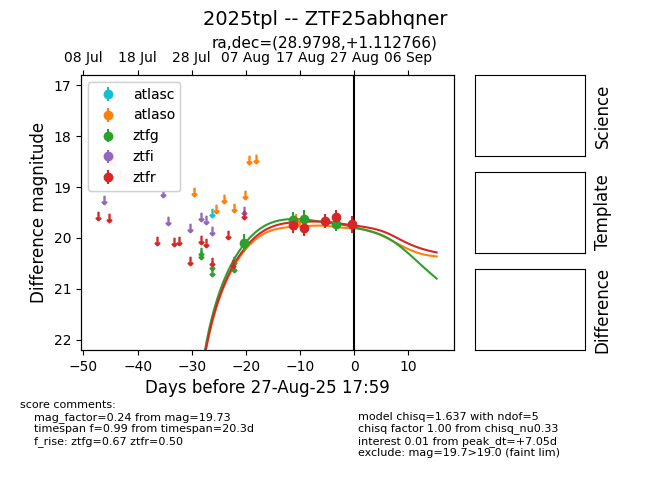 2025tpl -- ZTF25abhqner
ra,dec=(28.9798,+1.112766)
08 Jul 18 Jul 28 Jul 07 Aug 17 Aug 27 Aug 06 Sep
atlasc
atlaso
ztfg
ztfi
ztfr
17
18
19
20
21
22
Difference magnitude
−50 −40 −30 −20 −10 0 10
Days before 27-Aug-25 17:59
Science
Template
Difference
score comments:
mag_factor=0.24 from mag=19.73
timespan f=0.99 from timespan=20.3d
f_rise: ztfg=0.67 ztfr=0.50
model chisq=1.637 with ndof=5
chisq factor 1.00 from chisq_nu0.33
interest 0.01 from peak_dt=+7.05d
exclude: mag=19.7>19.0 (faint lim)